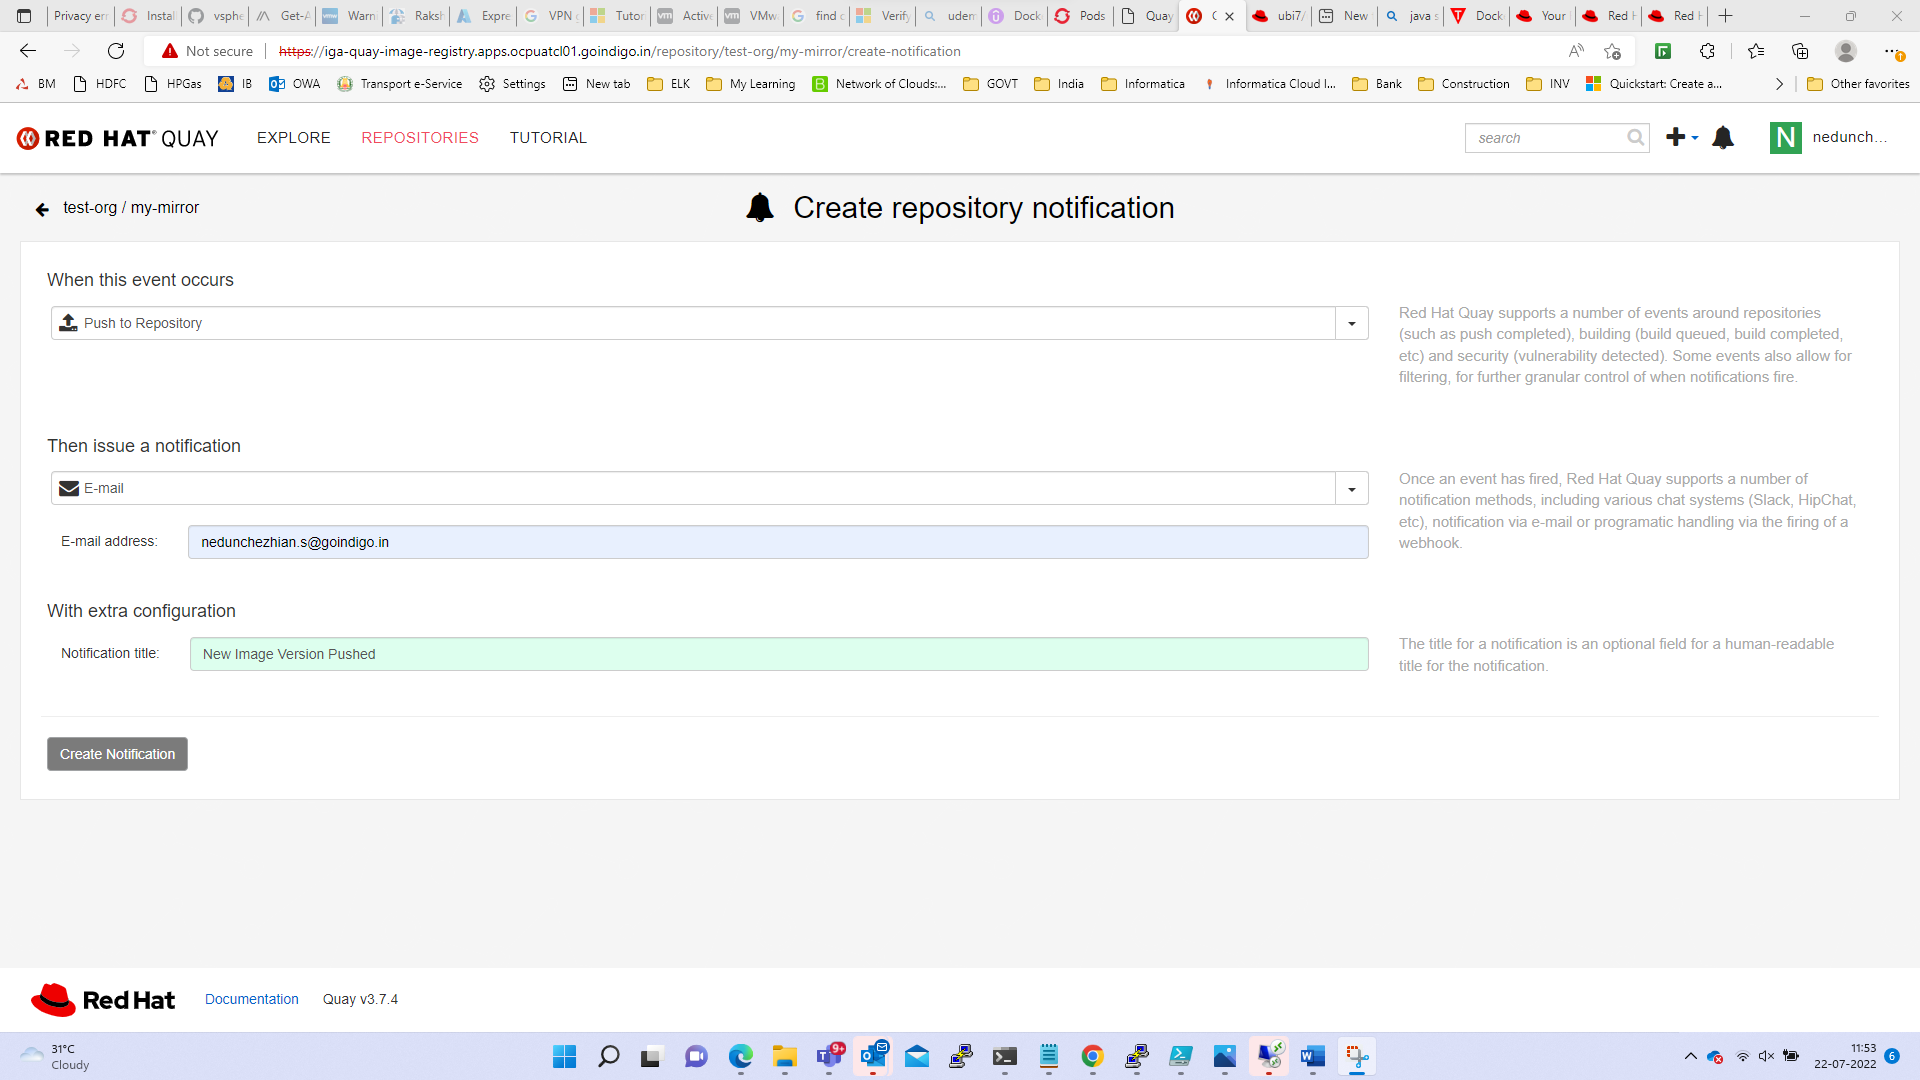 Privacy err
Instal
vsphe
Get-A
Warn
Raksh
Expre
VPN
Tutor
Active
VMw
find c
Verify
udem
Dock
Pods
Quay
ubi7/
New
java s
Dock
Your
Red H
Red H
Not secure
https://iga-quay-image-registry.apps.ocpuatcl01.goindigo.in/repository/test-org/my-mirror/create-notification
BM
HDFC
HPGas
IB
OWA
Transport e-Service
Settings
New tab
ELK
My Learning
Network of Clouds:...
GOVT
India
Informatica
Informatica Cloud I...
Bank
Construction
INV
Quickstart: Create a...
Other favorites
RED HAT QUAY
EXPLORE
REPOSITORIES
TUTORIAL
search
N
nedunch...
test-org / my-mirror
Create repository notification
When this event occurs
Push to Repository
Red Hat Quay supports a number of events around repositories
(such as push completed), building (build queued, build completed,
etc) and security (vulnerability detected). Some events also allow for
filtering, for further granular control of when notifications fire.
Then issue a notification
E-mail
Once an event has fired, Red Hat Quay supports a number of
notification methods, including various chat systems (Slack, HipChat,
etc), notification via e-mail or programatic handling via the firing of a
webhook.
E-mail address:
nedunchezhian.s@goindigo.in
With extra configuration
Notification title:
New Image Version Pushed
The title for a notification is an optional field for a human-readable
title for the notification.
Create Notification
Red Hat
Documentation
Quay v3.7.4
31°C
Cloudy
9+
11:53
22-07-2022
6